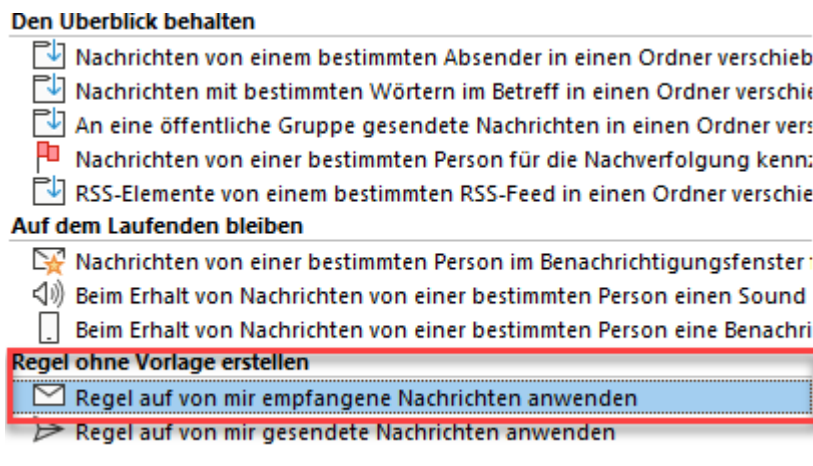 Den Überblick behalten
Nachrichten von einem bestimmten Absender in einen Ordner verschieb
Nachrichten mit bestimmten Wörtern im Betreff in einen Ordner verschie
An eine öffentliche Gruppe gesendete Nachrichten in einen Ordner vers
Nachrichten von einer bestimmten Person für die Nachverfolgung kennz
RSS-Elemente von einem bestimmten RSS-Feed in einen Ordner verschie
Auf dem Laufenden bleiben
Nachrichten von einer bestimmten Person im Benachrichtigungsfenster
Beim Erhalt von Nachrichten von einer bestimmten Person einen Sound
Beim Erhalt von Nachrichten von einer bestimmten Person eine Benachri
Regel ohne Vorlage erstellen
Regel auf von mir empfangene Nachrichten anwenden
Regel auf von mir gesendete Nachrichten anwenden